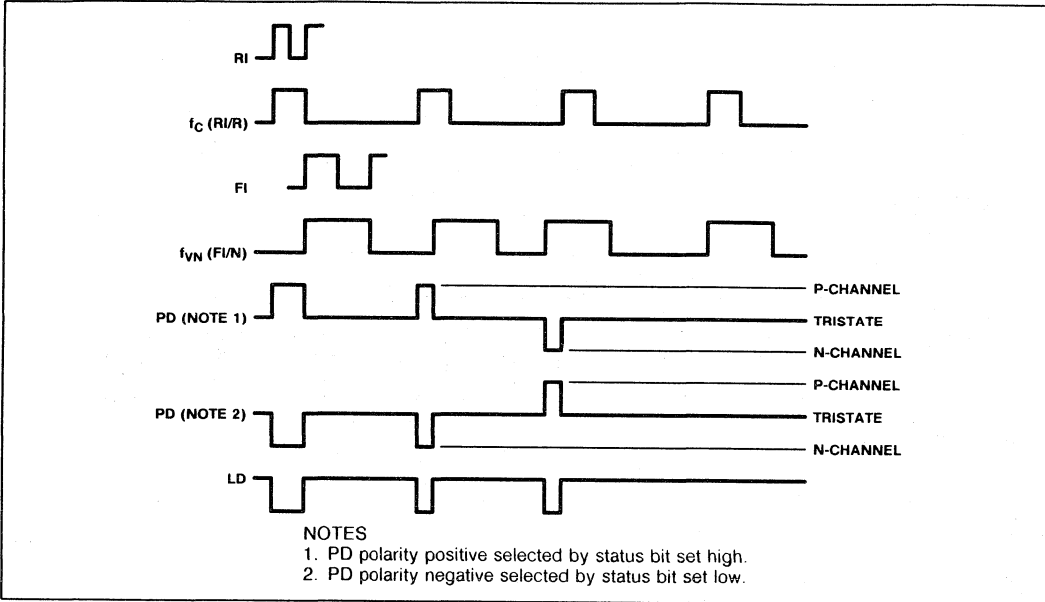 RI
fC (RI/R)
FI
fVN (FI/N)
P-CHANNEL
PD (NOTE 1)
TRISTATE
N-CHANNEL
P-CHANNEL
PD (NOTE 2)
TRISTATE
N-CHANNEL
LD
NOTES
1. PD polarity positive selected by status bit set high.
2. PD polarity negative selected by status bit set low.